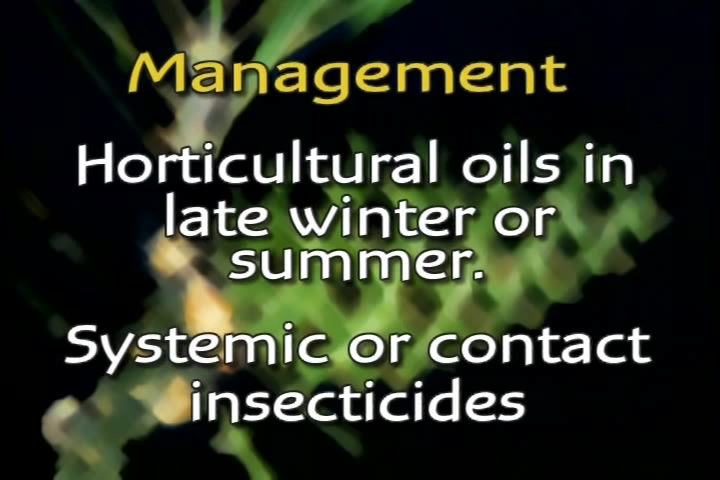 Management
Horticultural oils in
late winter or
summer.
Systemic or contact
insecticides